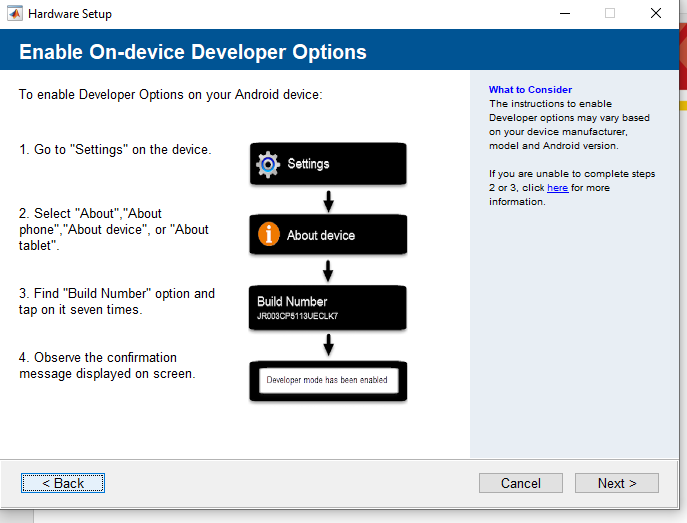 Hardware Setup
Enable On-device Developer Options
To enable Developer Options on your Android device:
1. Go to "Settings" on the device.
Settings
2. Select "About","About
phone","About device", or "About
tablet".
About device
3. Find "Build Number" option and
tap on it seven times.
Build Number
JR003CP5113UECLK7
4. Observe the confirmation
message displayed on screen.
Developer mode has been enabled
What to Consider
The instructions to enable
Developer options may vary based
on your device manufacturer,
model and Android version.
If you are unable to complete steps
2 or 3, click here for more
information.
< Back
Cancel
Next >